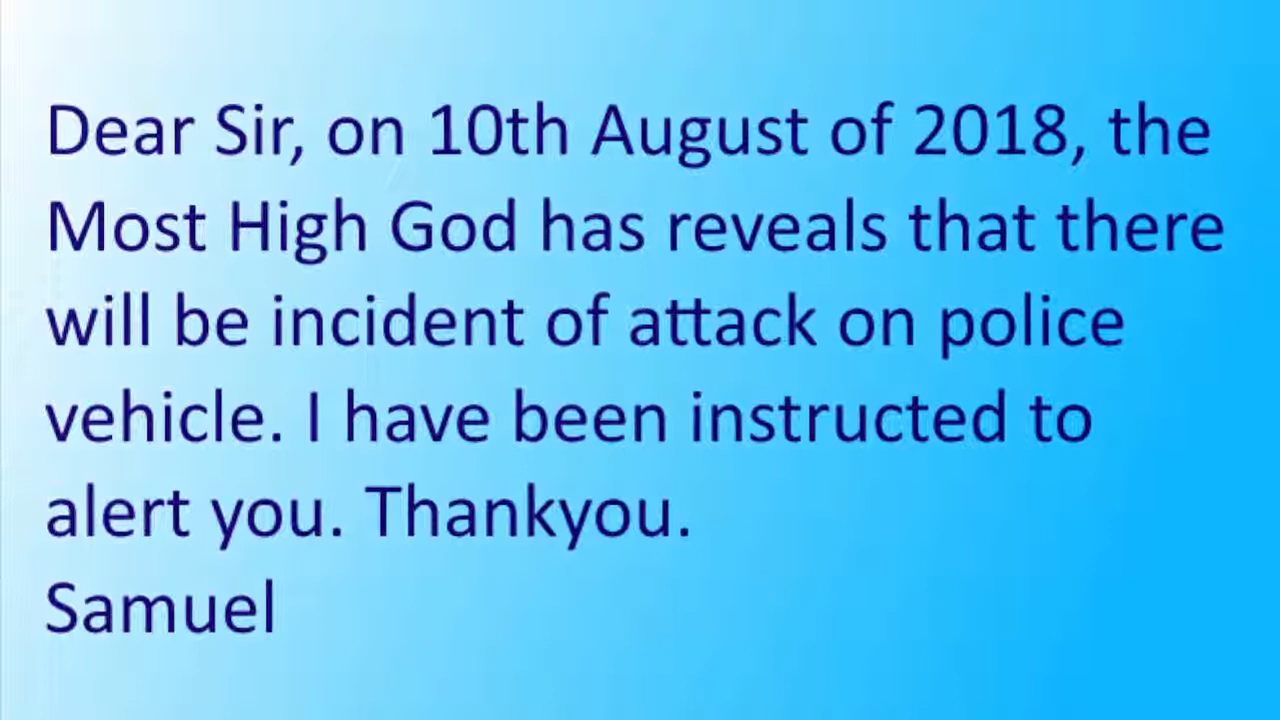 Dear Sir, on 10th August of 2018, the
Most High God has reveals that there
will be incident of attack on police
vehicle. I have been instructed to
alert you. Thankyou.
Samuel